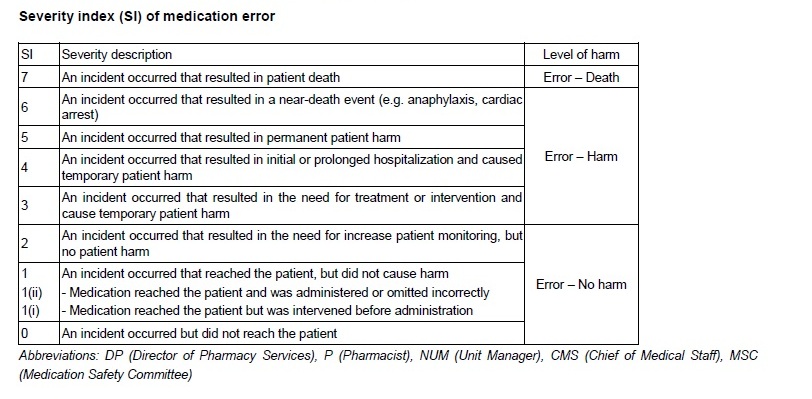 Severity index (SI) of medication error
SI Severity description Level of harm
7 An incident occurred that resulted in patient death Error – Death
6 An incident occurred that resulted in a near-death event (e.g. anaphylaxis, cardiac
arrest)
5 An incident occurred that resulted in permanent patient harm
4 An incident occurred that resulted in initial or prolonged hospitalization and caused
temporary patient harm
Error – Harm
3 An incident occurred that resulted in the need for treatment or intervention and
cause temporary patient harm
2 An incident occurred that resulted in the need for increase patient monitoring, but
no patient harm
1 An incident occurred that reached the patient, but did not cause harm
1(ii) - Medication reached the patient and was administered or omitted incorrectly
1(i) - Medication reached the patient but was intervened before administration
Error – No harm
0 An incident occurred but did not reach the patient
Abbreviations: DP (Director of Pharmacy Services), P (Pharmacist), NUM (Unit Manager), CMS (Chief of Medical Staff), MSC
(Medication Safety Committee)